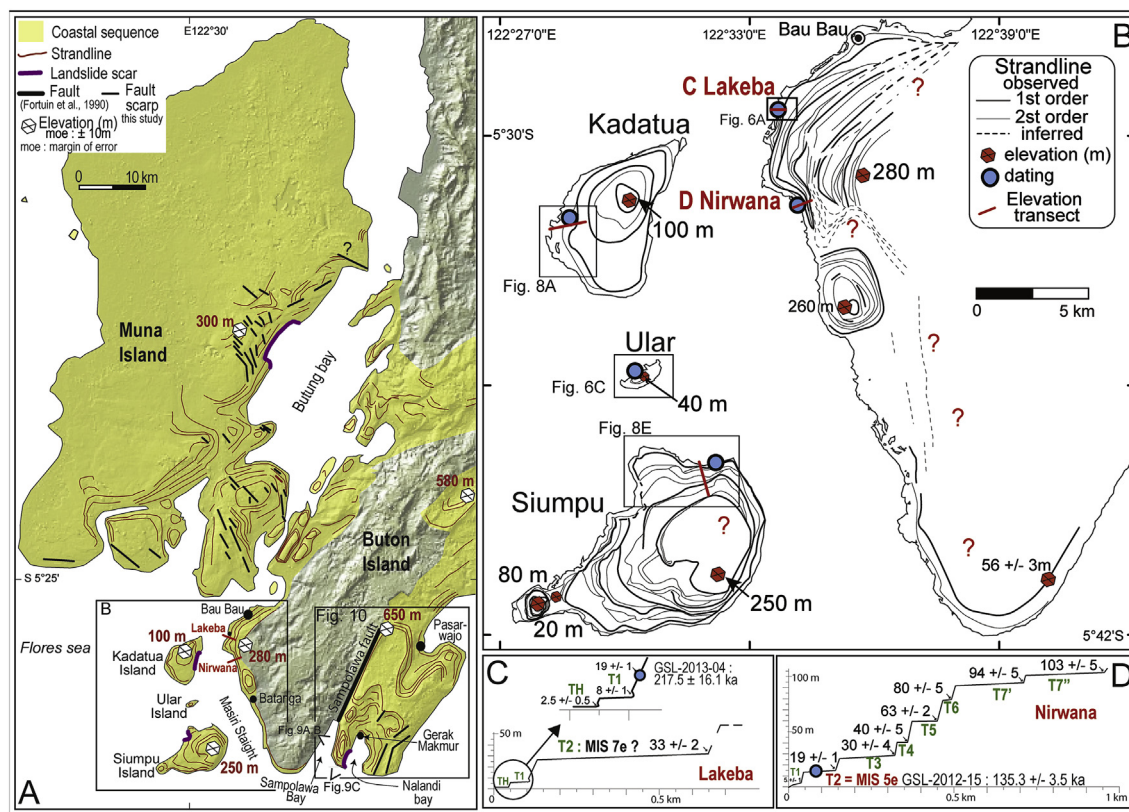 E122°30'
Coastal sequence
Strandline
Landslide scar
Fault
(Fortuin et al., 1990)
Fault
scarp
this study
Elevation (m)
moe : ± 10m
moe : margin of error
0 10 km
?
300 m
Muna
Island
Butung bay
580 m
Buton
Island
S 5°25
Flores sea
B
Bau Bau
Lakeba
100 m
280 m
Kadatua
Island
Nirwana
Batanga
Ular
Island
Masiri Staight
Siumpu
Island
250 m
Fig. 10
650 m
Pasar-
wajo
Sampolawa fault
Fig.9A,B
Gerak
Makmur
Fig.9C
Sampolawa
Bay
Nalandi
bay
A
122°27'0"E
122°33'0"E
122°39'0"E
B
Bau Bau
C Lakeba
Fig. 6A
5°30'S
Kadatua
280 m
D Nirwana
100 m
Fig. 8A
260 m
Ular
Fig. 6C
40 m
Fig. 8E
Siumpu
80 m
20 m
250 m
56 +/- 3m
5°42'S
? ? ? ? ? ?
Strandline
observed
1st order
2st order
inferred
elevation (m)
dating
Elevation
transect
0 5 km
C
19 +/- 1
GSL-2013-04 :
217.5 ± 16.1 ka
TH
T1
2.5 +/- 0.5
8 +/- 1
50 m
T2 : MIS 7e ?
33 +/- 2
TH
T1
Lakeba
0
0
0.5 km
D
100 m
103 +/- 5
94 +/- 5
T7''
80 +/- 5
T7'
T6
63 +/- 2
T5
Nirwana
50 m
40 +/- 5
T4
30 +/- 4
T3
19 +/- 1
T1
5 +/- 1
T2 = MIS 5e GSL-2012-15 : 135.3 +/- 3.5 ka
0
0
0.5 km
1 km